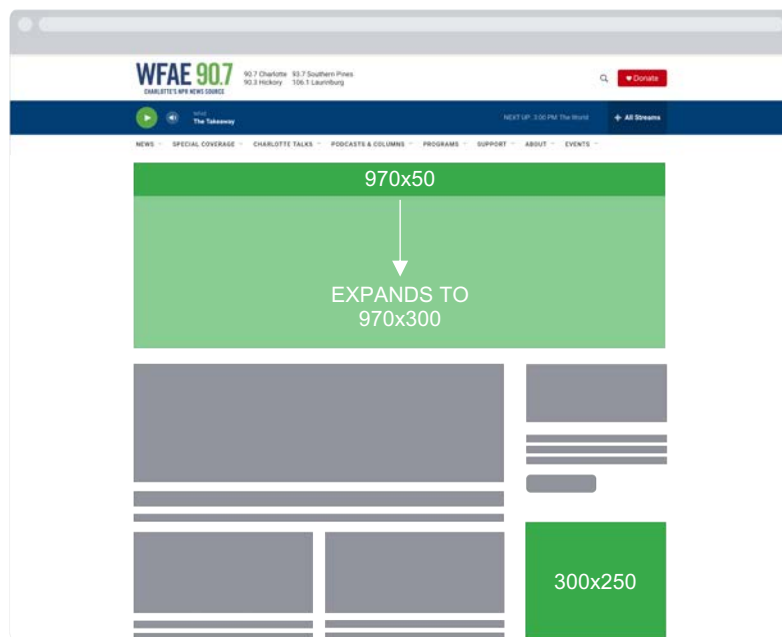 WFAE 90.7
CHARLOTTE'S NPR NEWS SOURCE
90.7 Charlotte 93.7 Southern Pines
90.3 Hickory 106.1 Laurinburg
Donate
WFAE
The Takeaway
NEXT UP: 3:00 PM The World
+ All Streams
NEWS SPECIAL COVERAGE CHARLOTTE TALKS PODCASTS & COLUMNS PROGRAMS SUPPORT ABOUT EVENTS
970x50
EXPANDS TO
970x300
300x250